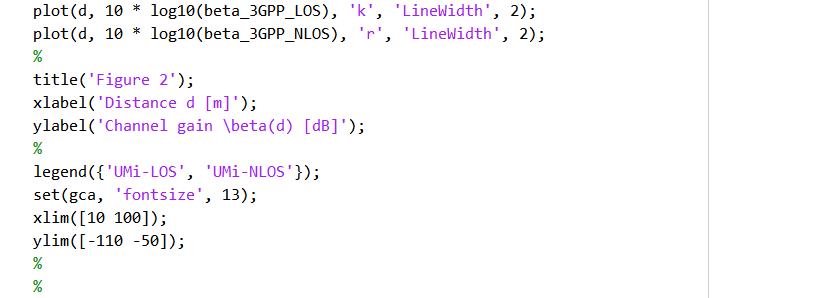 plot(d, 10 * log10(beta_3GPP_LOS), 'k', 'LineWidth', 2);
plot(d, 10 * log10(beta_3GPP_NLOS), 'r', 'LineWidth', 2);
%
title('Figure 2');
xlabel('Distance d [m]');
ylabel('Channel gain \beta(d) [dB]');
%
legend({'UMi-LOS', 'UMi-NLOS'});
set(gca, 'fontsize', 13);
xlim([10 100]);
ylim([-110 -50]);
%
%